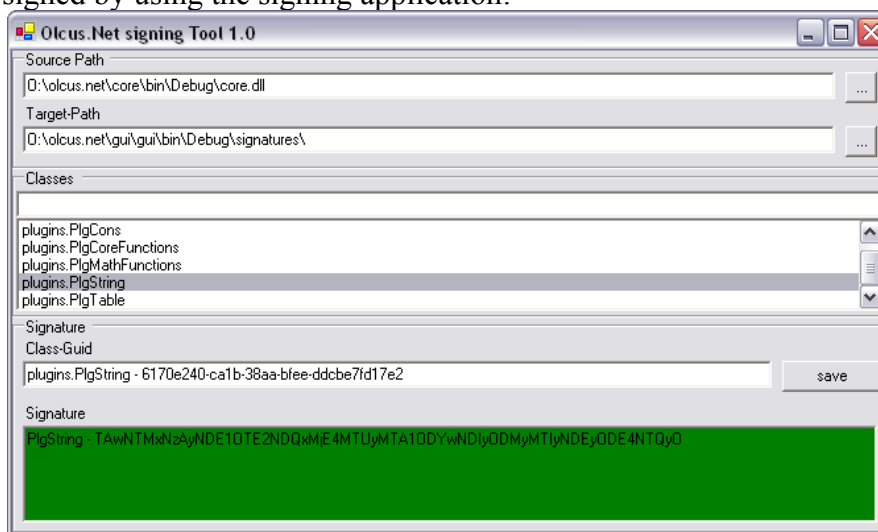 signed by using the signing application.
Olcus.Net signing Tool 1.0
Source Path
O:\olcus.net\core\bin\Debug\core.dll
...
Target-Path
O:\olcus.net\gui\gui\bin\Debug\signatures\
...
Classes
plugins.PlgCons
plugins.PlgCoreFunctions
plugins.PlgMathFunctions
plugins.PlgString
plugins.PlgTable
Signature
Class-Guid
plugins.PlgString - 6170e240-ca1b-38aa-bfee-ddcbe7fd17e2
save
Signature
PlgString - TAwNTMxNzAyNDE1OTE2NDQxMjE4MTUyMTA1ODYwNDIyODMyMTIyNDEyODE4NTQyO